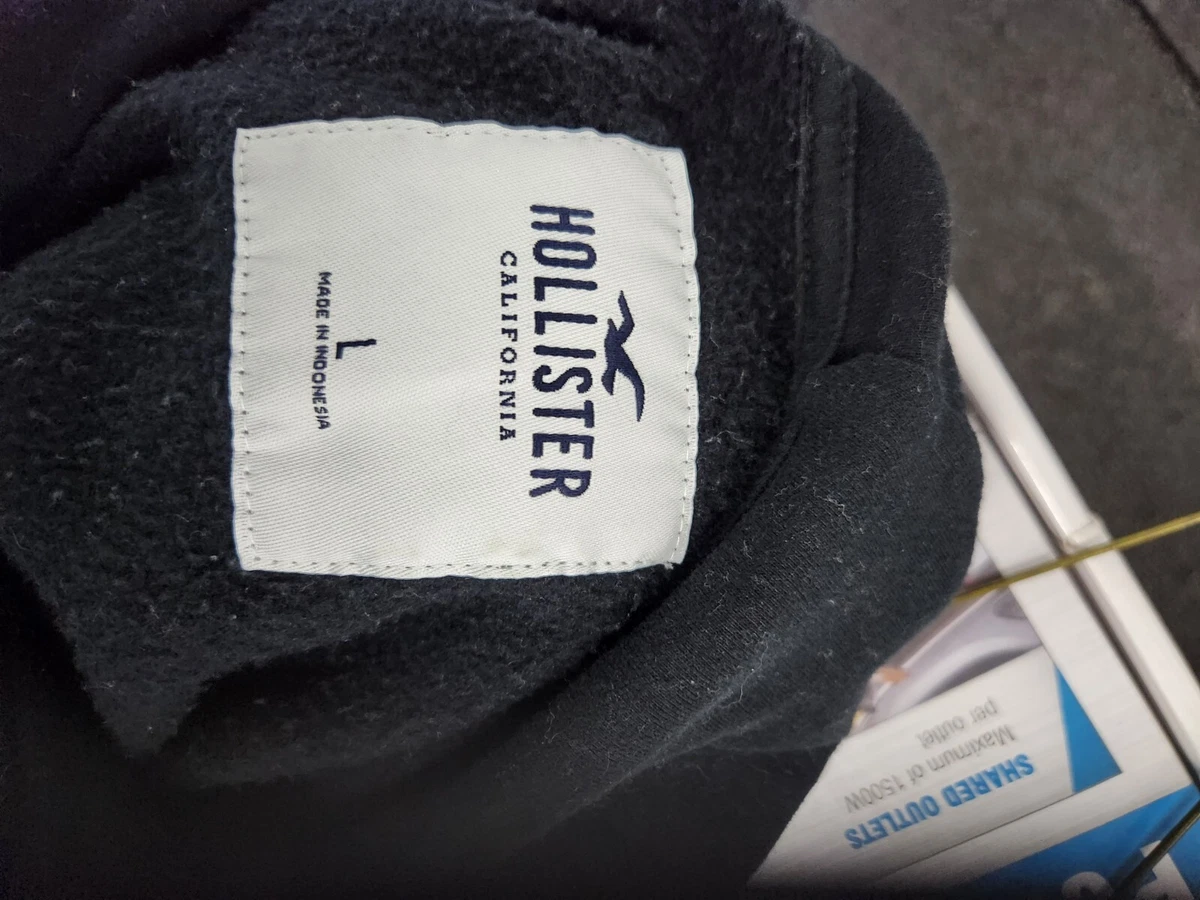 HOLLISTER
CALIFORNIA
L
MADE IN INDONESIA
SHARED OUTLETS
Maximum of 1500W
per outlet